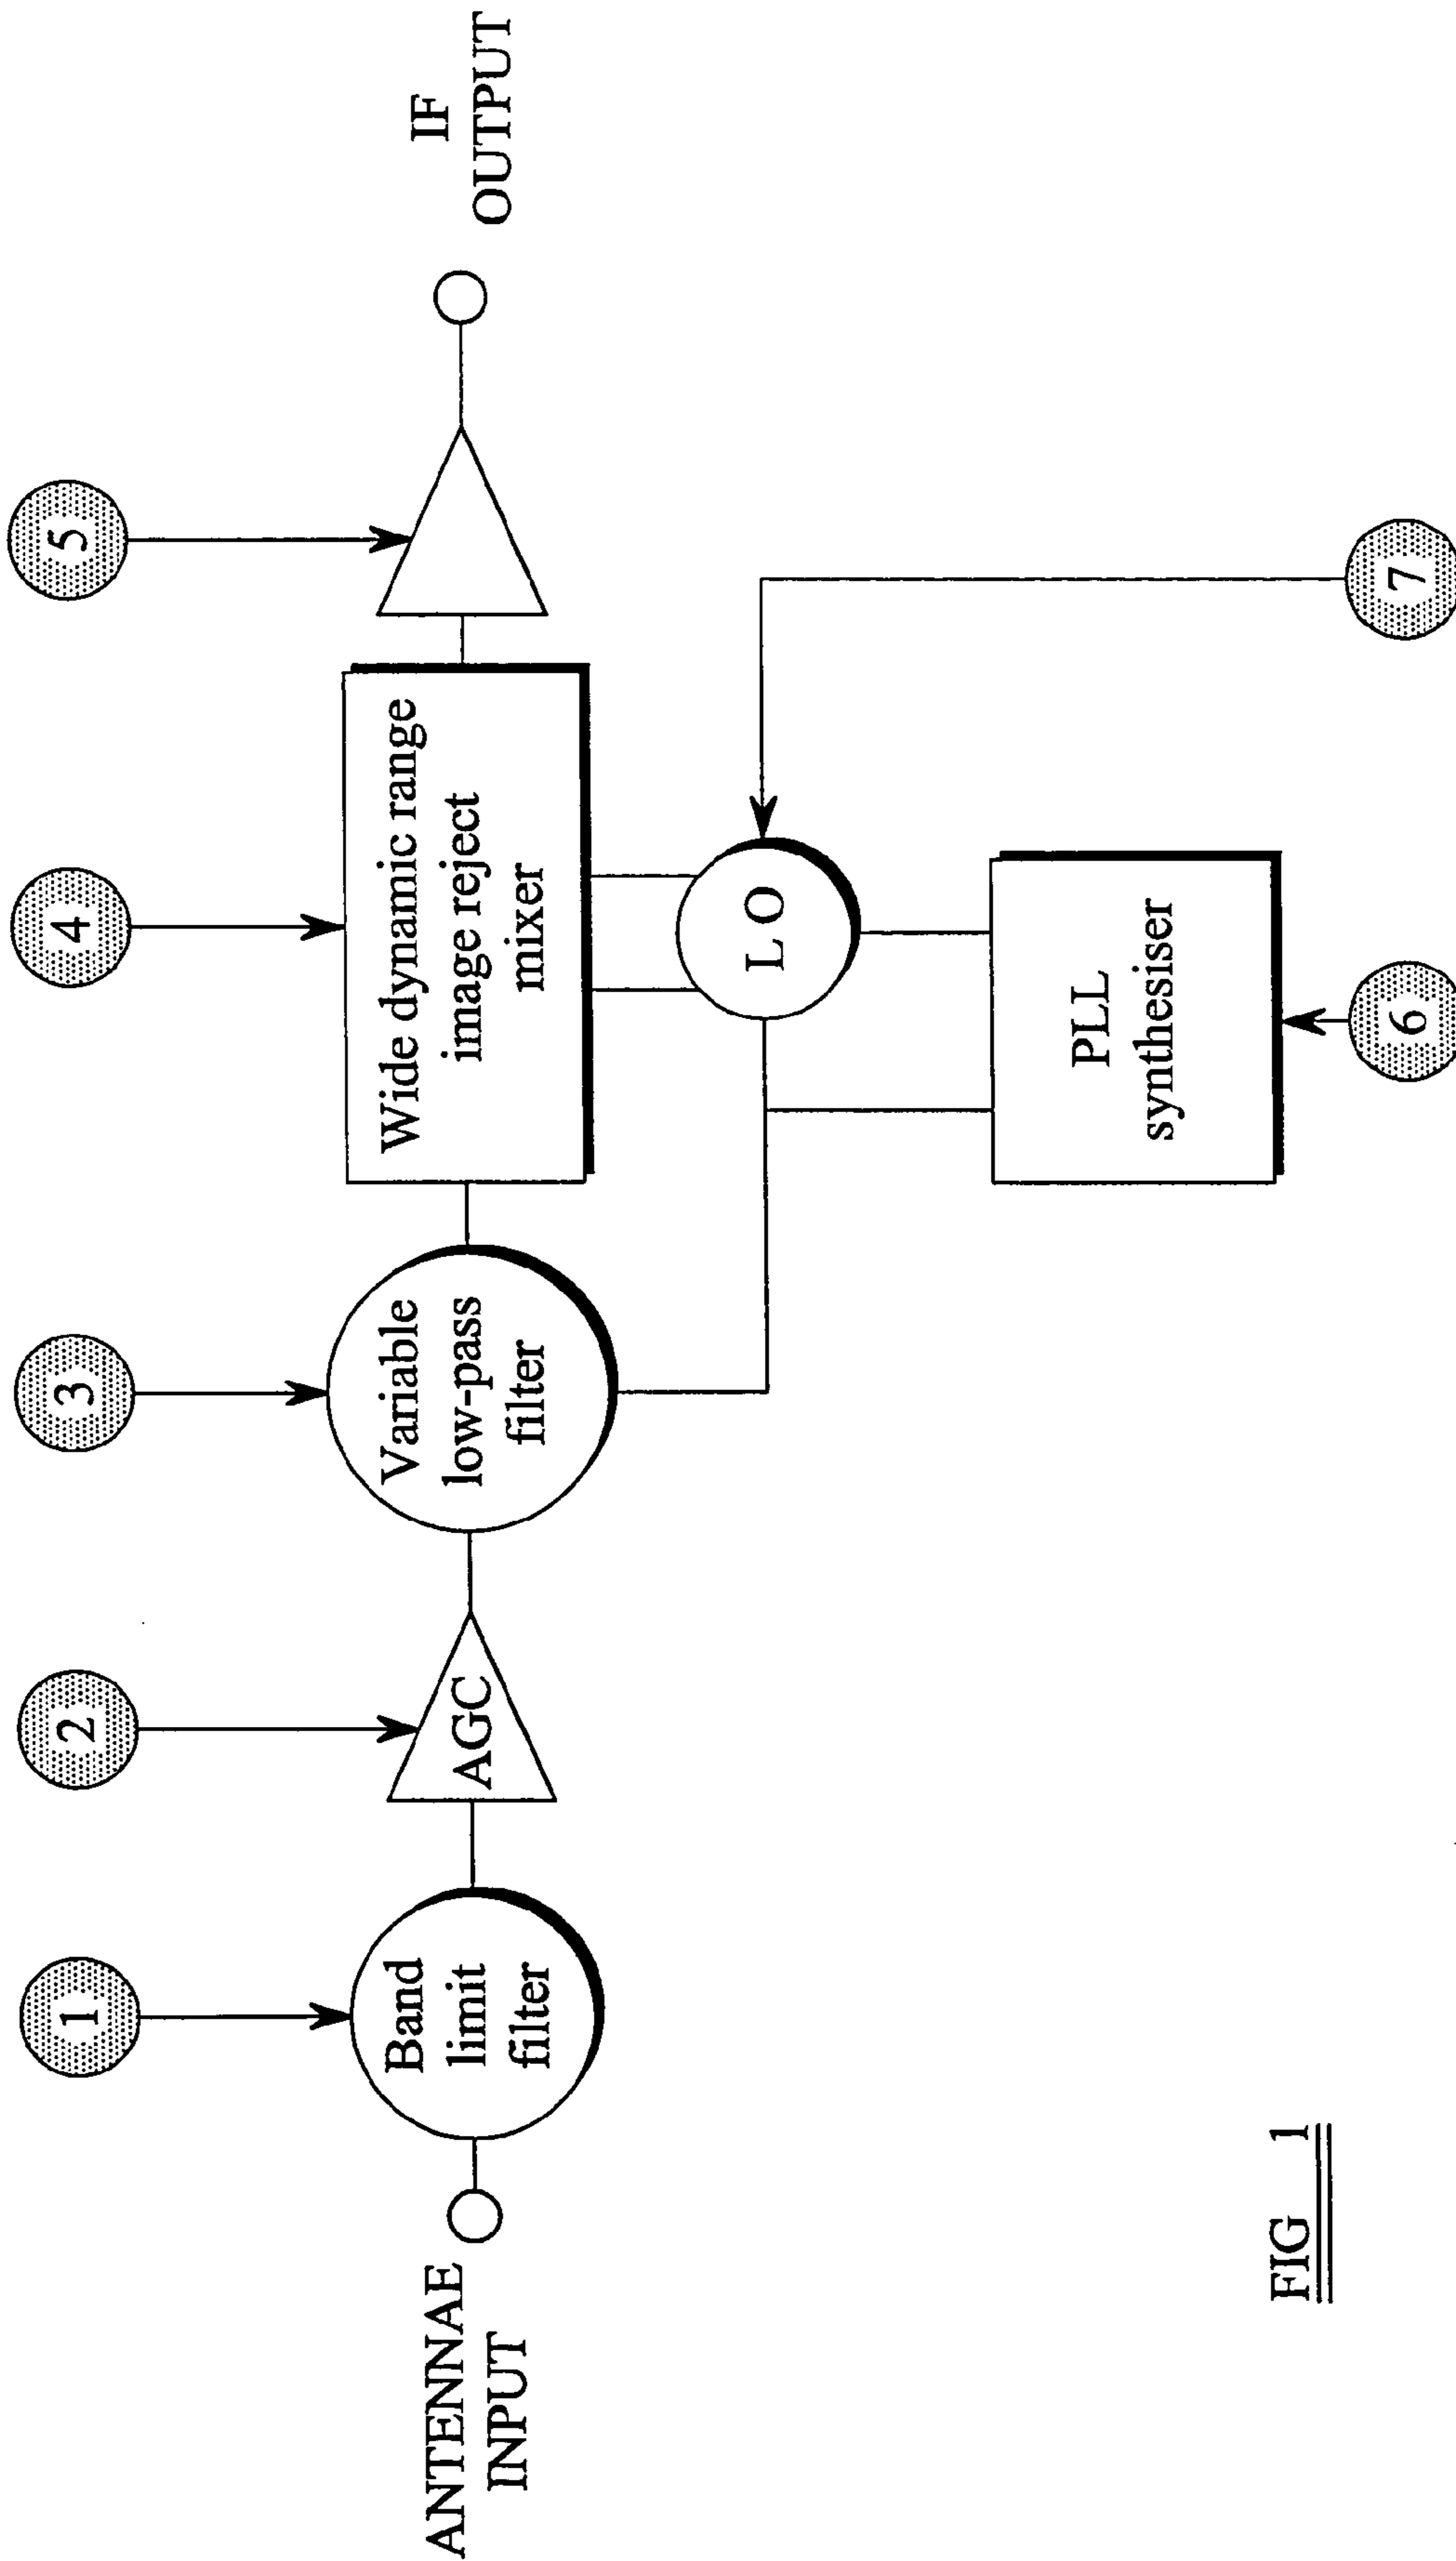 1
2
3
4
5
ANTENNAE
INPUT
Band
limit
filter
AGC
Variable
low-pass
filter
Wide dynamic range
image reject
mixer
IF
OUTPUT
L O
PLL
synthesiser
6
7
FIG 1